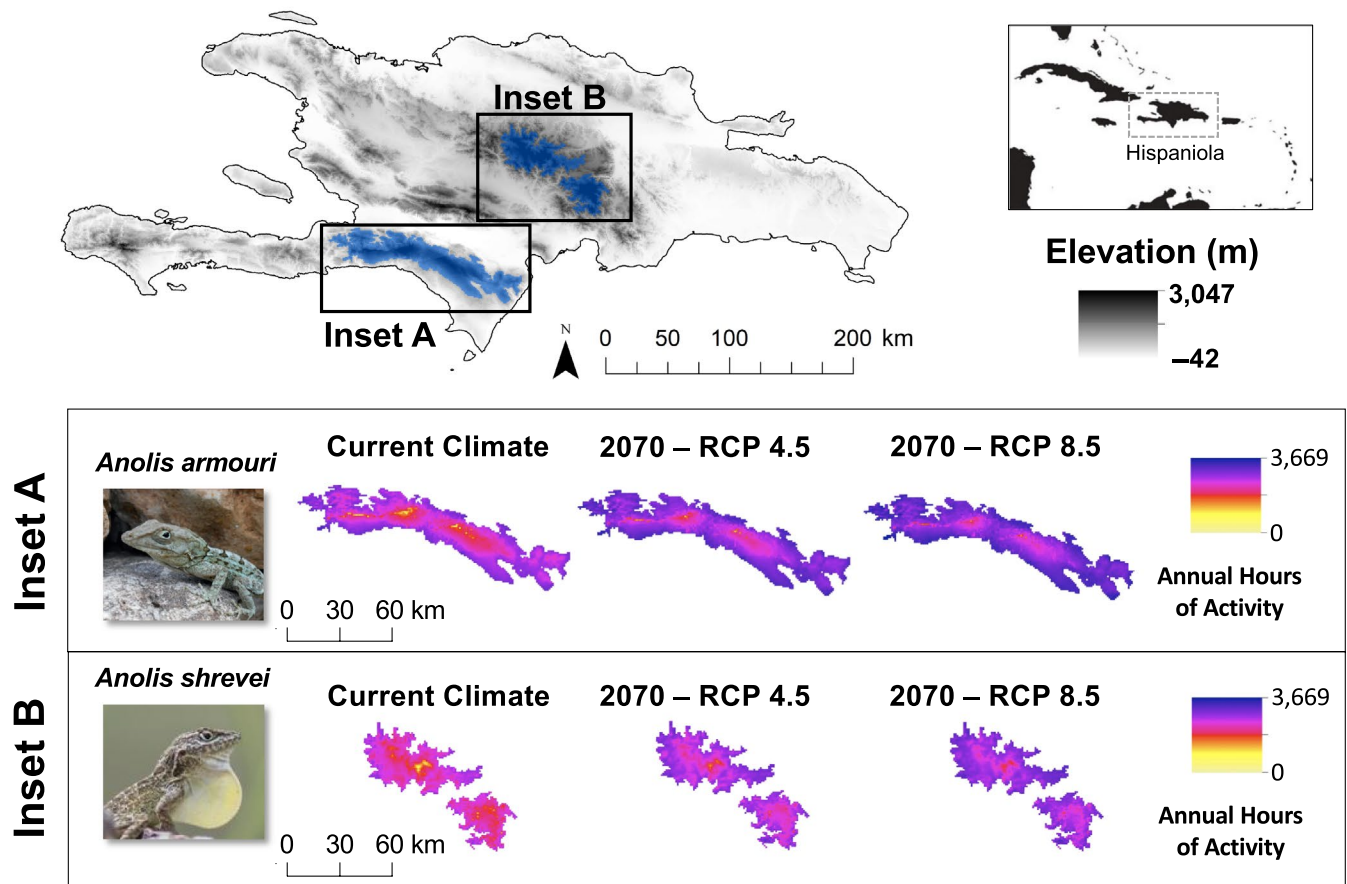 Inset B
Hispaniola
Elevation (m)
3,047
–42
Inset A
N
0 50 100 200 km
Inset A
Anolis armouri
Current Climate
2070 – RCP 4.5
2070 – RCP 8.5
3,669
0
Annual Hours
of Activity
0 30 60 km
Inset B
Anolis shrevei
Current Climate
2070 – RCP 4.5
2070 – RCP 8.5
3,669
0
Annual Hours
of Activity
0 30 60 km